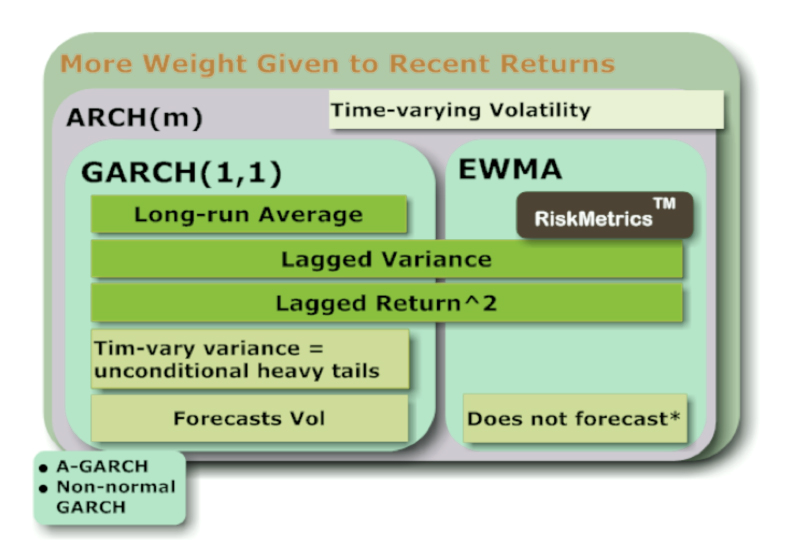 More Weight Given to Recent Returns
ARCH(m)
Time-varying Volatility
GARCH(1,1)
EWMA
Long-run Average
RiskMetrics™
Lagged Variance
Lagged Return^2
Tim-vary variance =
unconditional heavy tails
Forecasts Vol
Does not forecast*
• A-GARCH
• Non-normal
GARCH